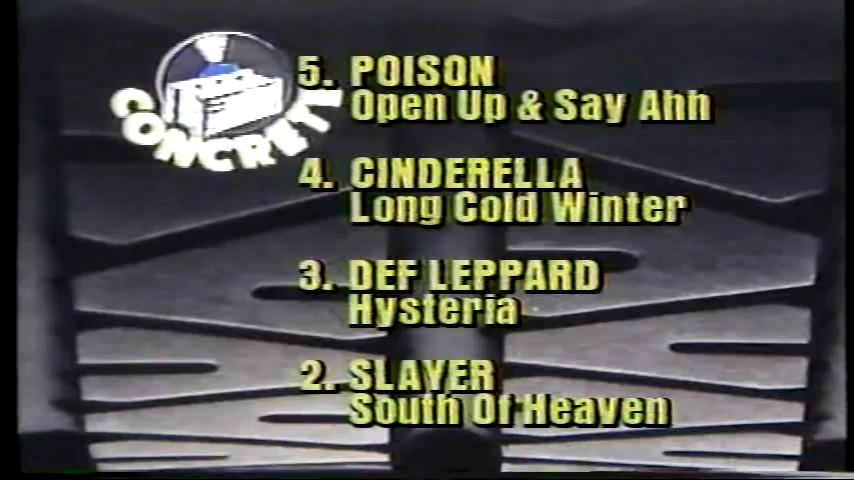 CONCRETE
5. POISON
Open Up & Say Ahh
4. CINDERELLA
Long Cold Winter
3. DEF LEPPARD
Hysteria
2. SLAYER
South Of Heaven